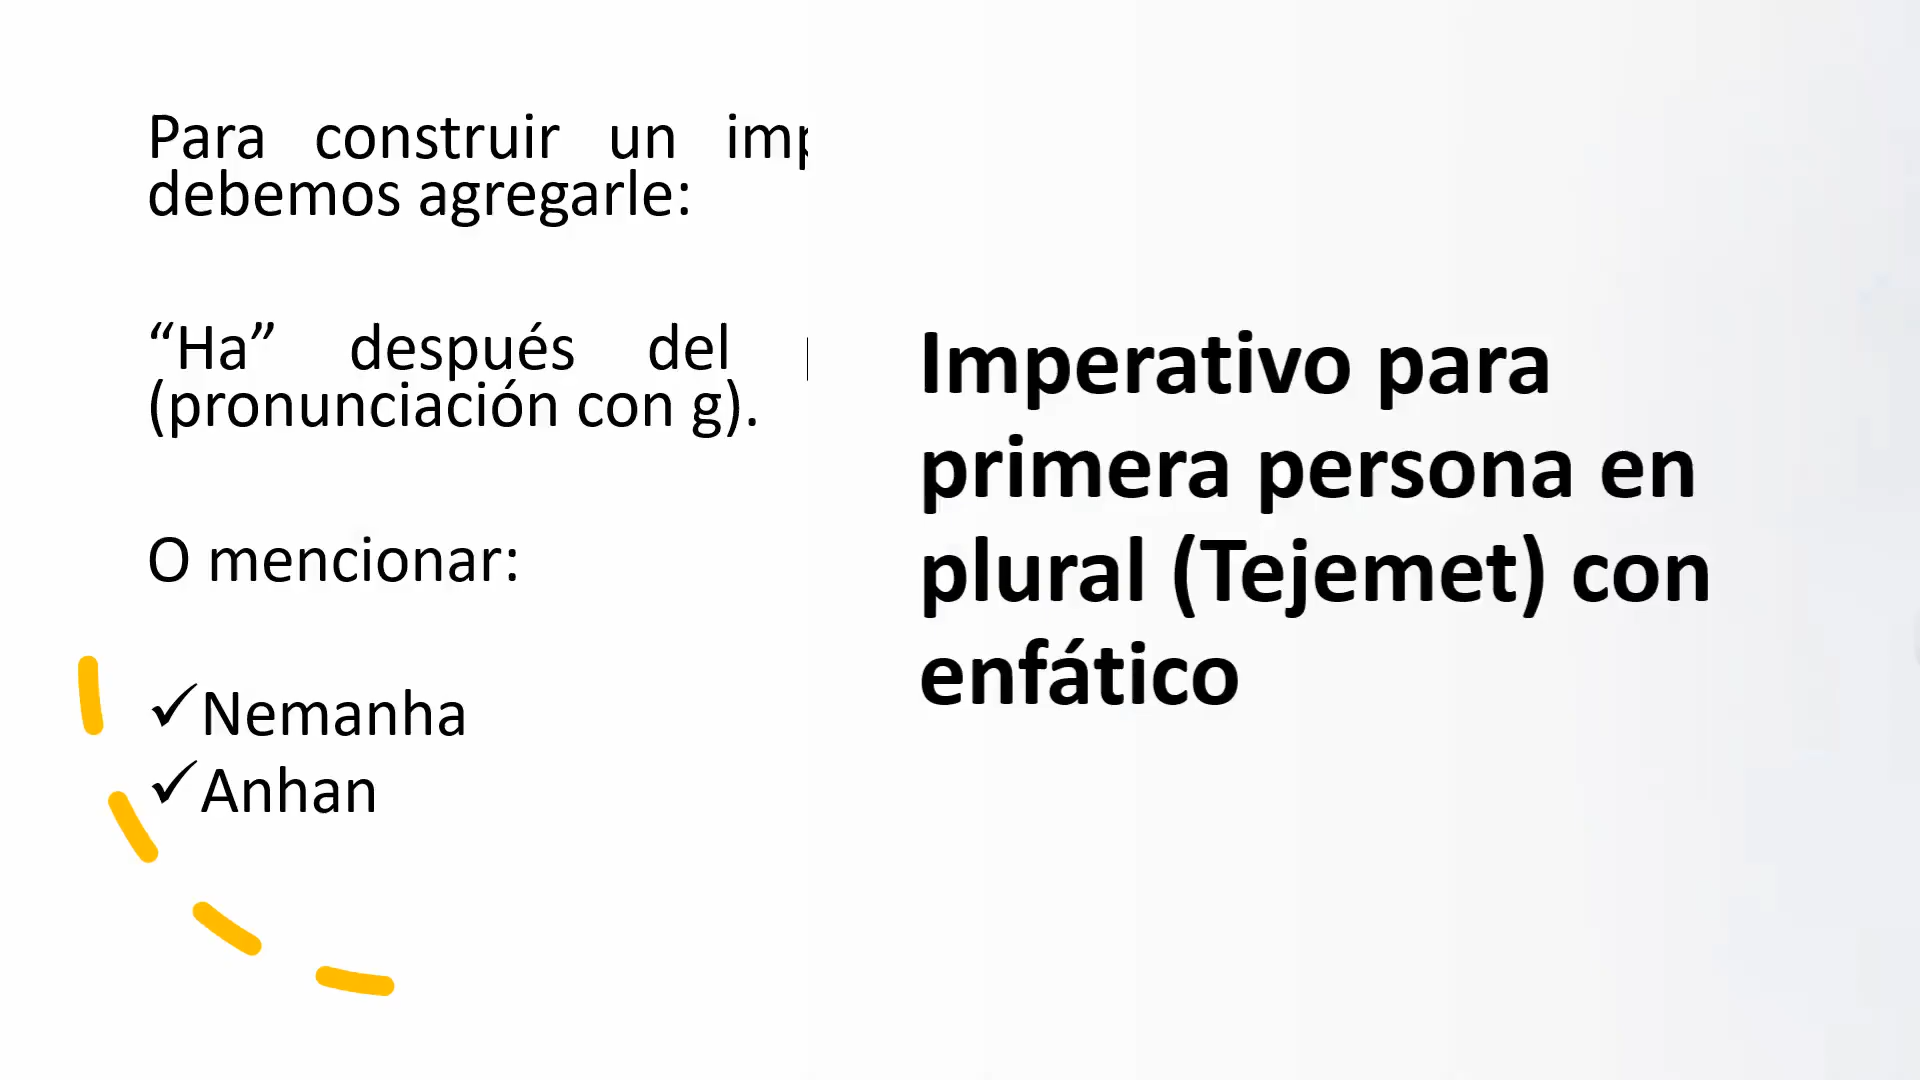 Para construir un
debemos agregarle:
“Ha” después del
(pronunciación con g).
O mencionar:
✓Nemanha
✓Anhan
Imperativo para
primera persona en
plural (Tejemet) con
enfático